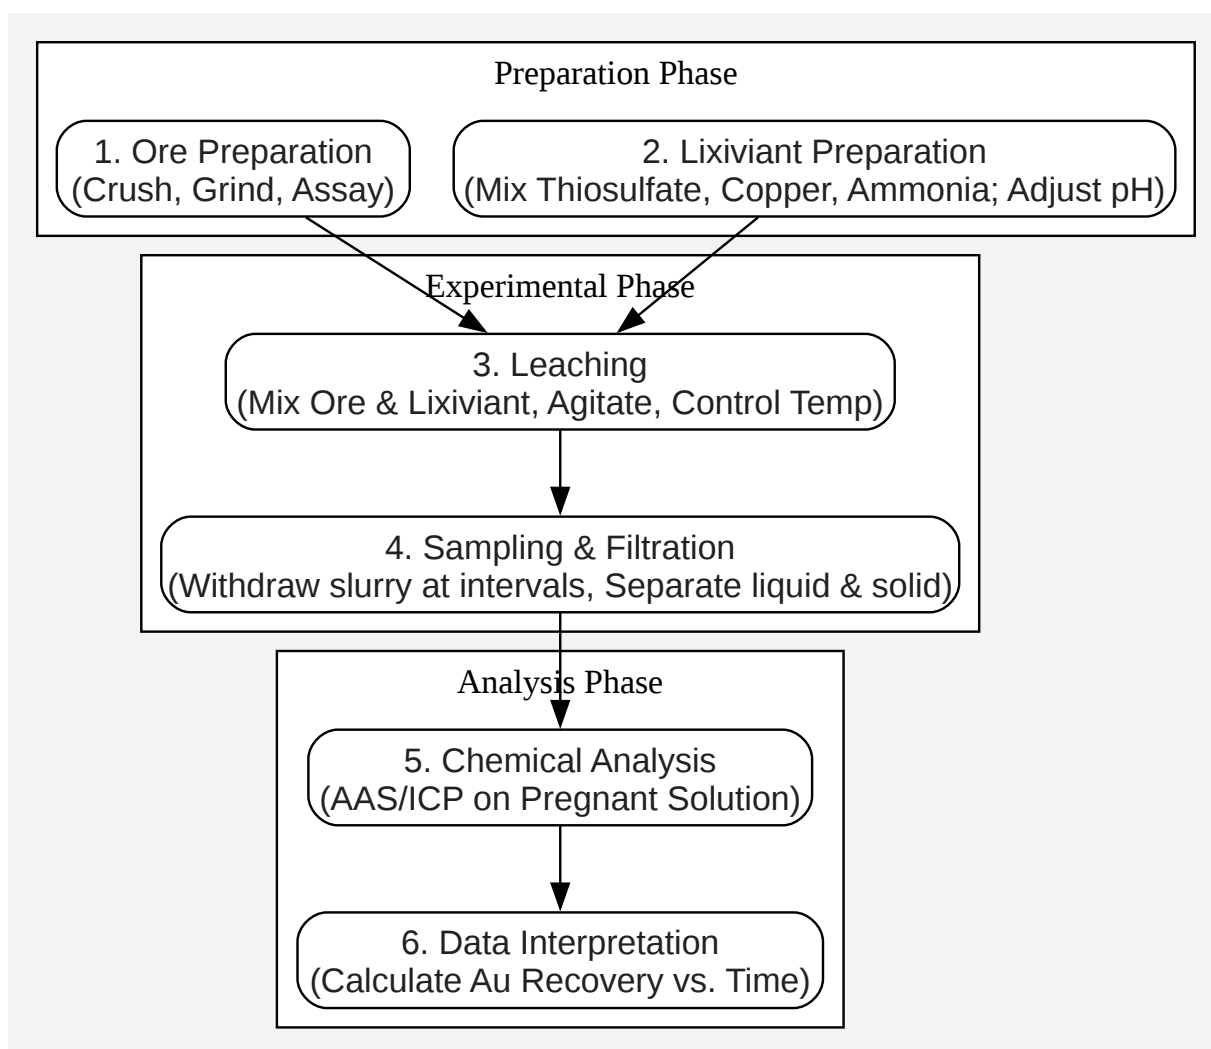 Preparation Phase
1. Ore Preparation
(Crush, Grind, Assay)
2. Lixiviant Preparation
(Mix Thiosulfate, Copper, Ammonia; Adjust pH)
Experimental Phase
3. Leaching
(Mix Ore & Lixiviant, Agitate, Control Temp)
4. Sampling & Filtration
(Withdraw slurry at intervals, Separate liquid & solid)
Analysis Phase
5. Chemical Analysis
(AAS/ICP on Pregnant Solution)
6. Data Interpretation
(Calculate Au Recovery vs. Time)